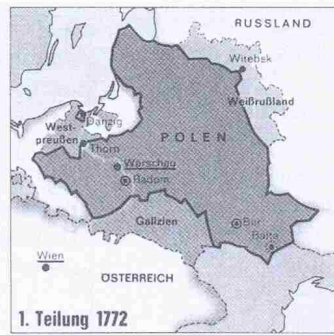 RUSSLAND
Witebsk
Weißrußland
Danzig
West-
preußen
Thorn
POLEN
Warschau
Radom
Galizien
Bar
Balta
Wien
ÖSTERREICH
1. Teilung 1772